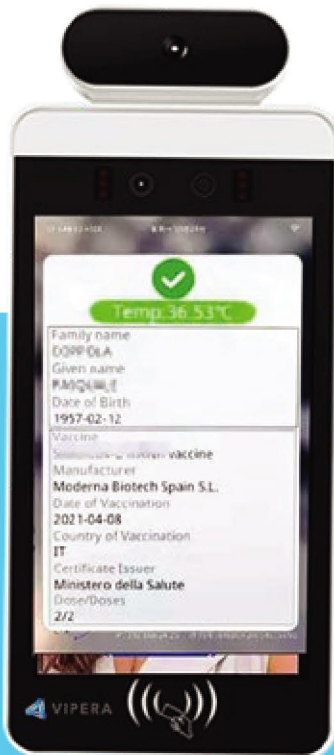 Temp:36.53℃
Family name
Given name
Date of Birth
1957-02-12
Vaccine
vaccine
Manufacturer
Moderna Biotech Spain S.L.
Date of Vaccination
2021-04-08
Country of Vaccination
IT
Certificate Issuer
Ministero della Salute
Dose/Doses
2/2
VIPERA